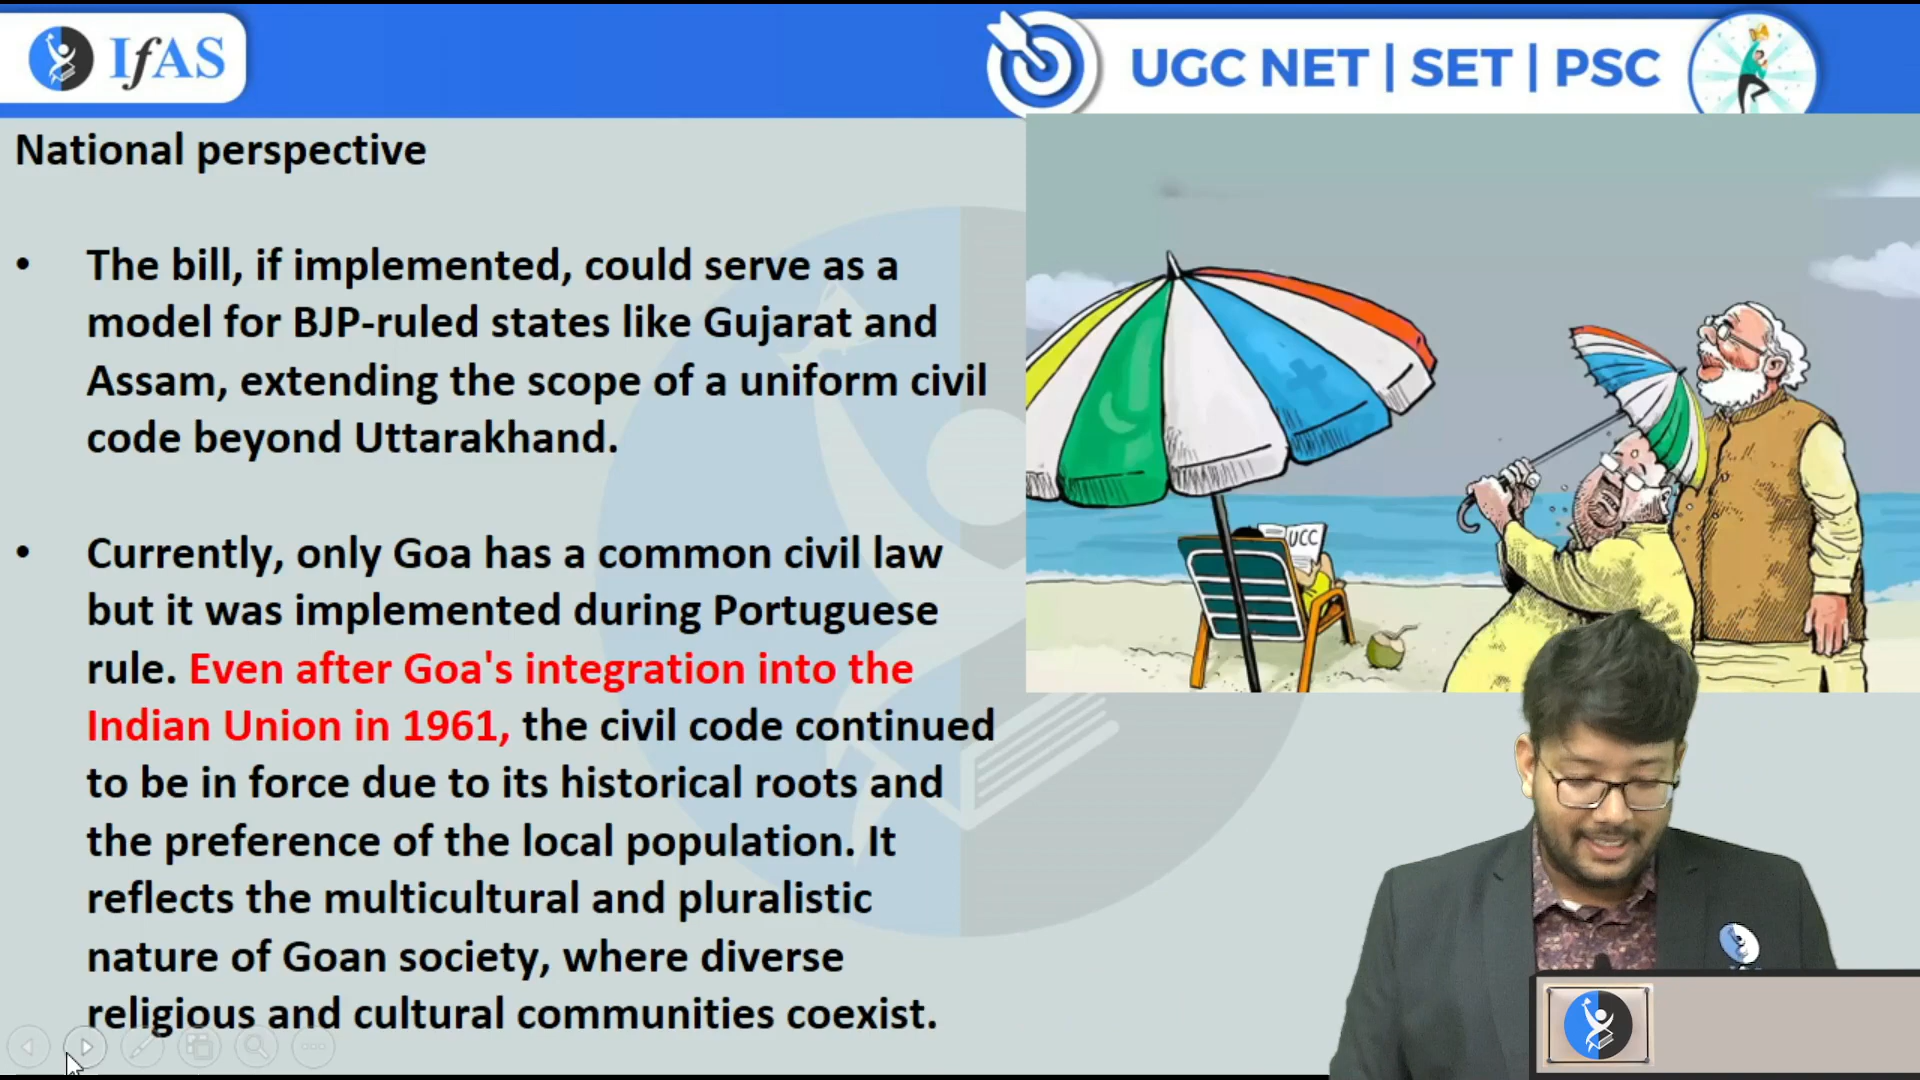 IfAS
UGC NET | SET | PSC
National perspective
• The bill, if implemented, could serve as a
model for BJP-ruled states like Gujarat and
Assam, extending the scope of a uniform civil
code beyond Uttarakhand.
• Currently, only Goa has a common civil law
but it was implemented during Portuguese
rule. Even after Goa's integration into the
Indian Union in 1961, the civil code continued
to be in force due to its historical roots and
the preference of the local population. It
reflects the multicultural and pluralistic
nature of Goan society, where diverse
religious and cultural communities coexist.
UCC